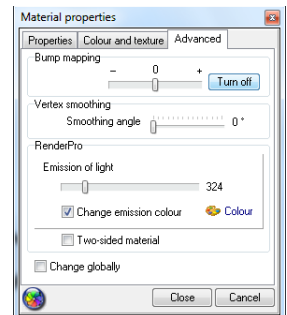 Material properties
Properties Colour and texture Advanced
Bump mapping
− 0 +
Turn off
Vertex smoothing
Smoothing angle 0 °
RenderPro
Emission of light
324
Change emission colour Colour
Two-sided material
Change globally
Close Cancel